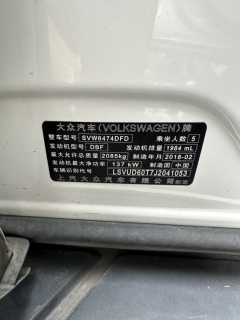 大众汽车(VOLKSWAGEN)牌
整车型号 SVW6474DFD 乘坐人数 5
发动机型号 DBF 发动机排量 1984 mL
最大允许总质量 2085kg 制造年月 2018-02
发动机最大净功率 137 kW 制造国 中国
车辆识别代号 LSVUD60T7J2041053
上汽大众汽车有限公司制造